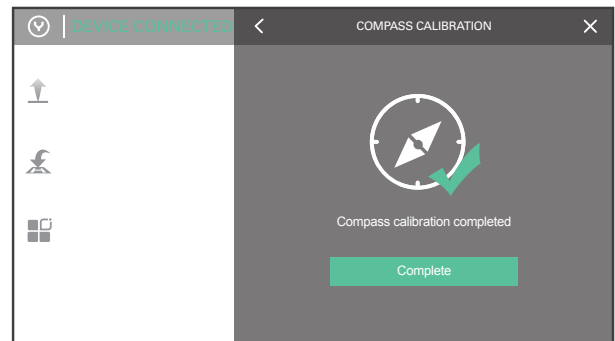 DEVICE CONNECTED
COMPASS CALIBRATION
Compass calibration completed
Complete